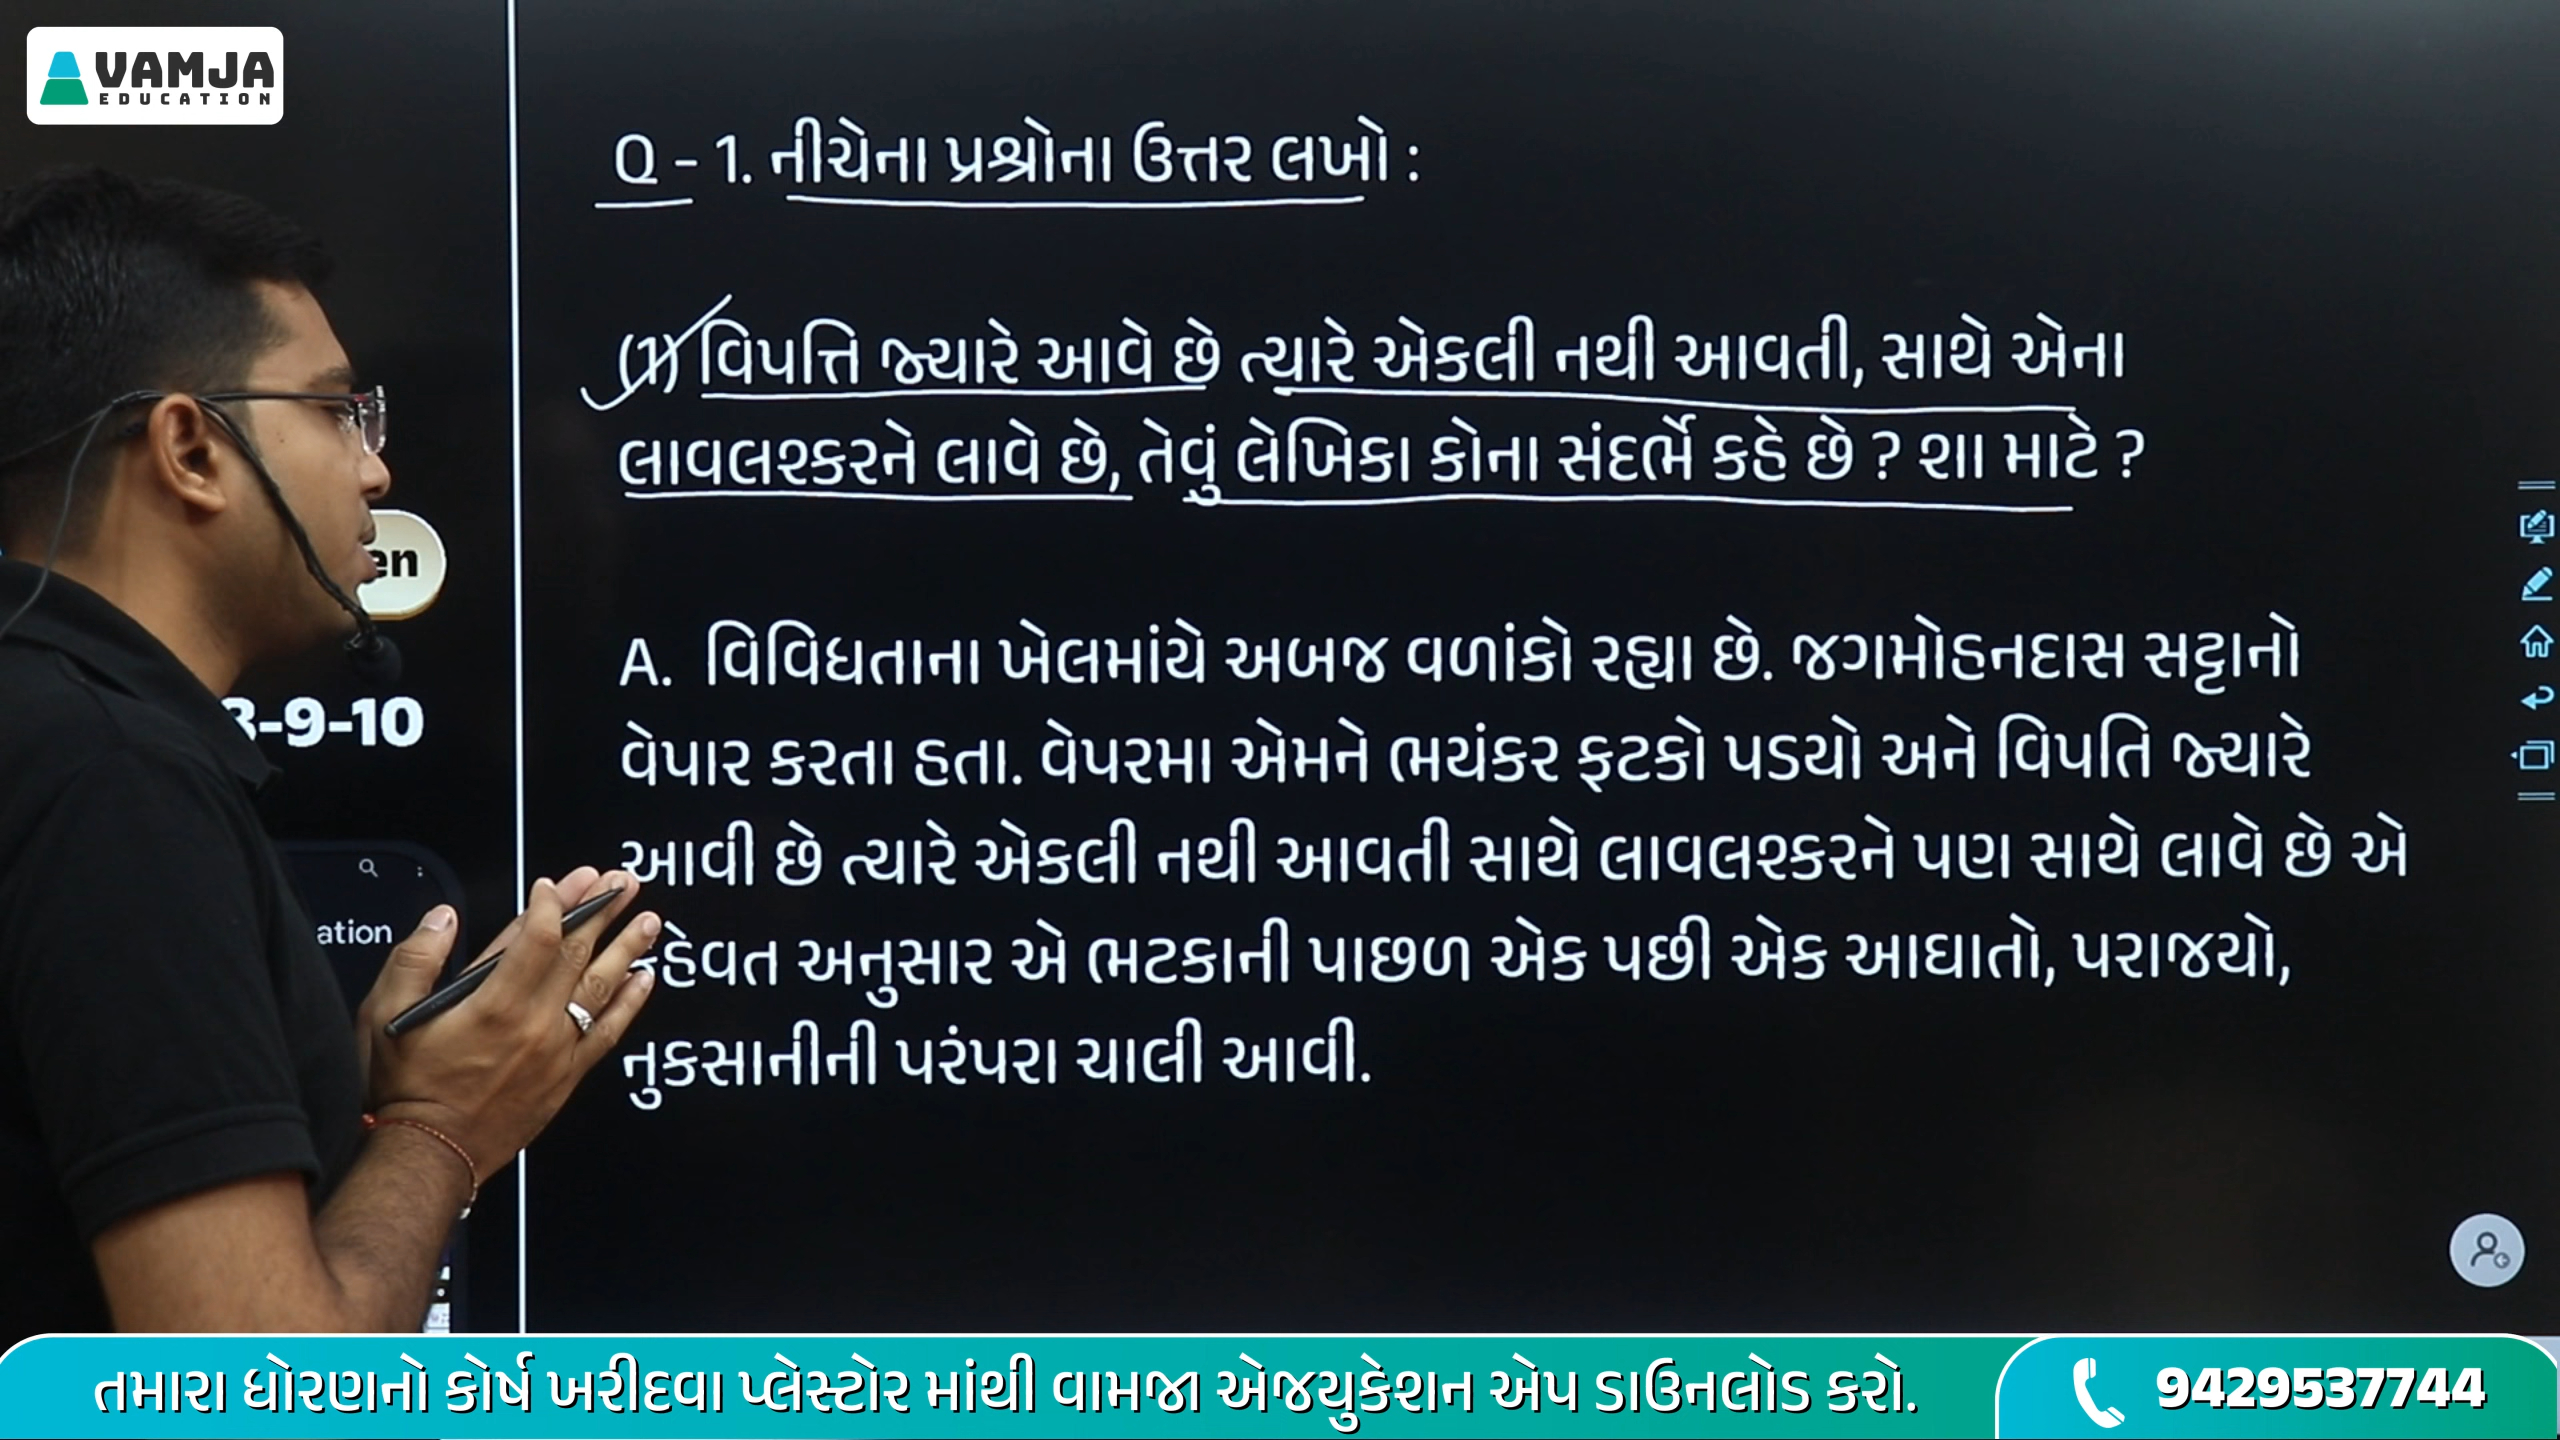 VAMJA
EDUCATION
Q - 1. નીચેના પ્રશ્નોના ઉત્તર લખો :
(1) વિપત્તિ જ્યારે આવે છે ત્યારે એકલી નથી આવતી, સાથે એના
લાવલશ્કરને લાવે છે, તેવું લેખિકા કોના સંદર્ભે કહે છે ? શા માટે ?
A. વિવિધતાના ખેલમાંયે અબજ વળાંકો રહ્યા છે. જગમોહનદાસ સટ્ટાનો
વેપાર કરતા હતા. વેપરમા એમને ભયંકર ફટકો પડયો અને વિપતિ જ્યારે
આવી છે ત્યારે એકલી નથી આવતી સાથે લાવલશ્કરને પણ સાથે લાવે છે એ
કહેવત અનુસાર એ ભટકાની પાછળ એક પછી એક આઘાતો, પરાજયો,
નુકસાનીની પરંપરા ચાલી આવી.
en
-9-10
ation
તમારા ધોરણનો કોર્ષ ખરીદવા પ્લેસ્ટોર માંથી વામજા એજયુકેશન એપ ડાઉનલોડ કરો.
9429537744